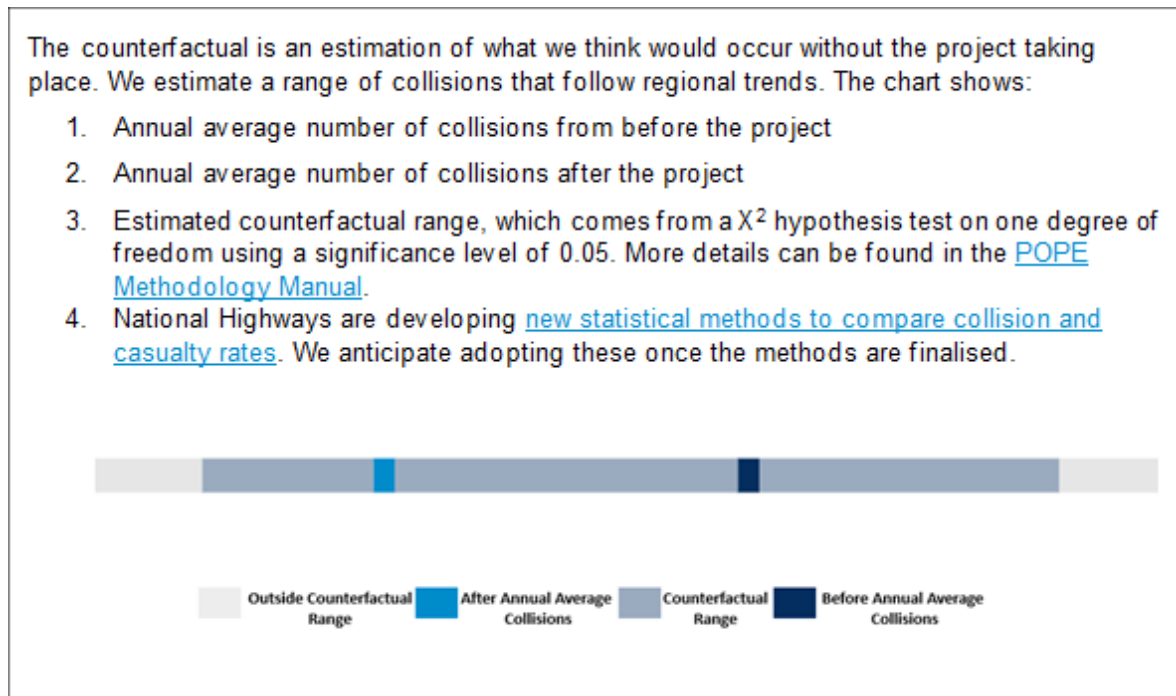 The counterfactual is an estimation of what we think would occur without the project taking
place. We estimate a range of collisions that follow regional trends. The chart shows:
1. Annual average number of collisions from before the project
2. Annual average number of collisions after the project
3. Estimated counterfactual range, which comes from a X² hypothesis test on one degree of
freedom using a significance level of 0.05. More details can be found in the POPE
Methodology Manual.
4. National Highways are developing new statistical methods to compare collision and
casualty rates. We anticipate adopting these once the methods are finalised.
Outside Counterfactual
Range
After Annual Average
Collisions
Counterfactual
Range
Before Annual Average
Collisions